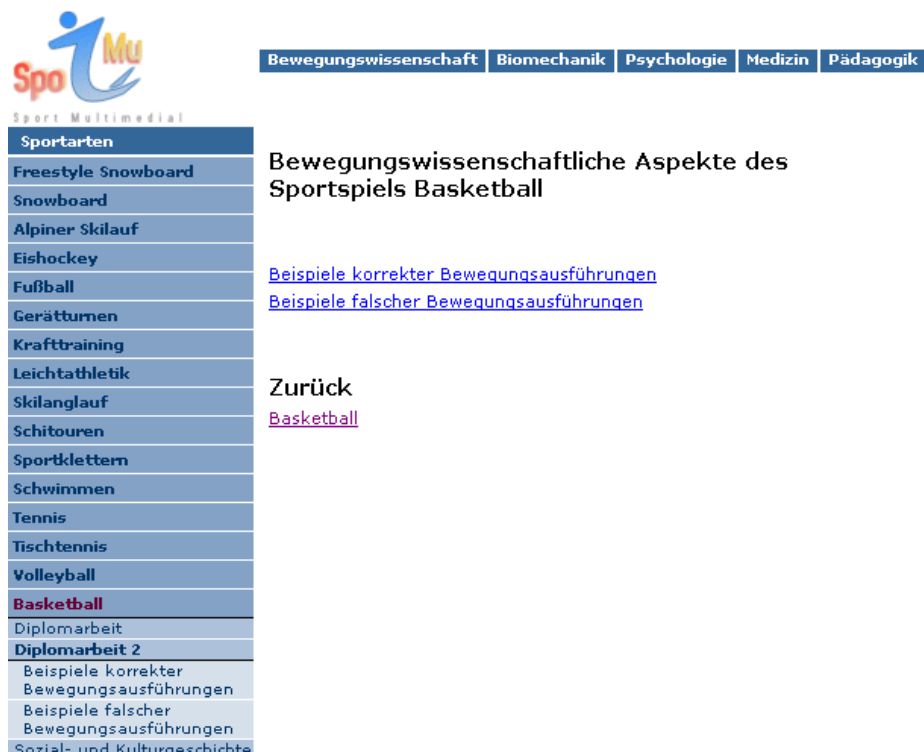 Spo i Mu
Sport Multimedial
Bewegungswissenschaft Biomechanik Psychologie Medizin Pädagogik
Sportarten
Freestyle Snowboard
Snowboard
Alpiner Skilauf
Eishockey
Fußball
Gerätturnen
Krafttraining
Leichtathletik
Skilanglauf
Schitouren
Sportklettern
Schwimmen
Tennis
Tischtennis
Volleyball
Basketball
Diplomarbeit
Diplomarbeit 2
Beispiele korrekter
Bewegungsausführungen
Beispiele falscher
Bewegungsausführungen
Sozial- und Kulturgeschichte
Bewegungswissenschaftliche Aspekte des
Sportspiels Basketball
Beispiele korrekter Bewegungsausführungen
Beispiele falscher Bewegungsausführungen
Zurück
Basketball